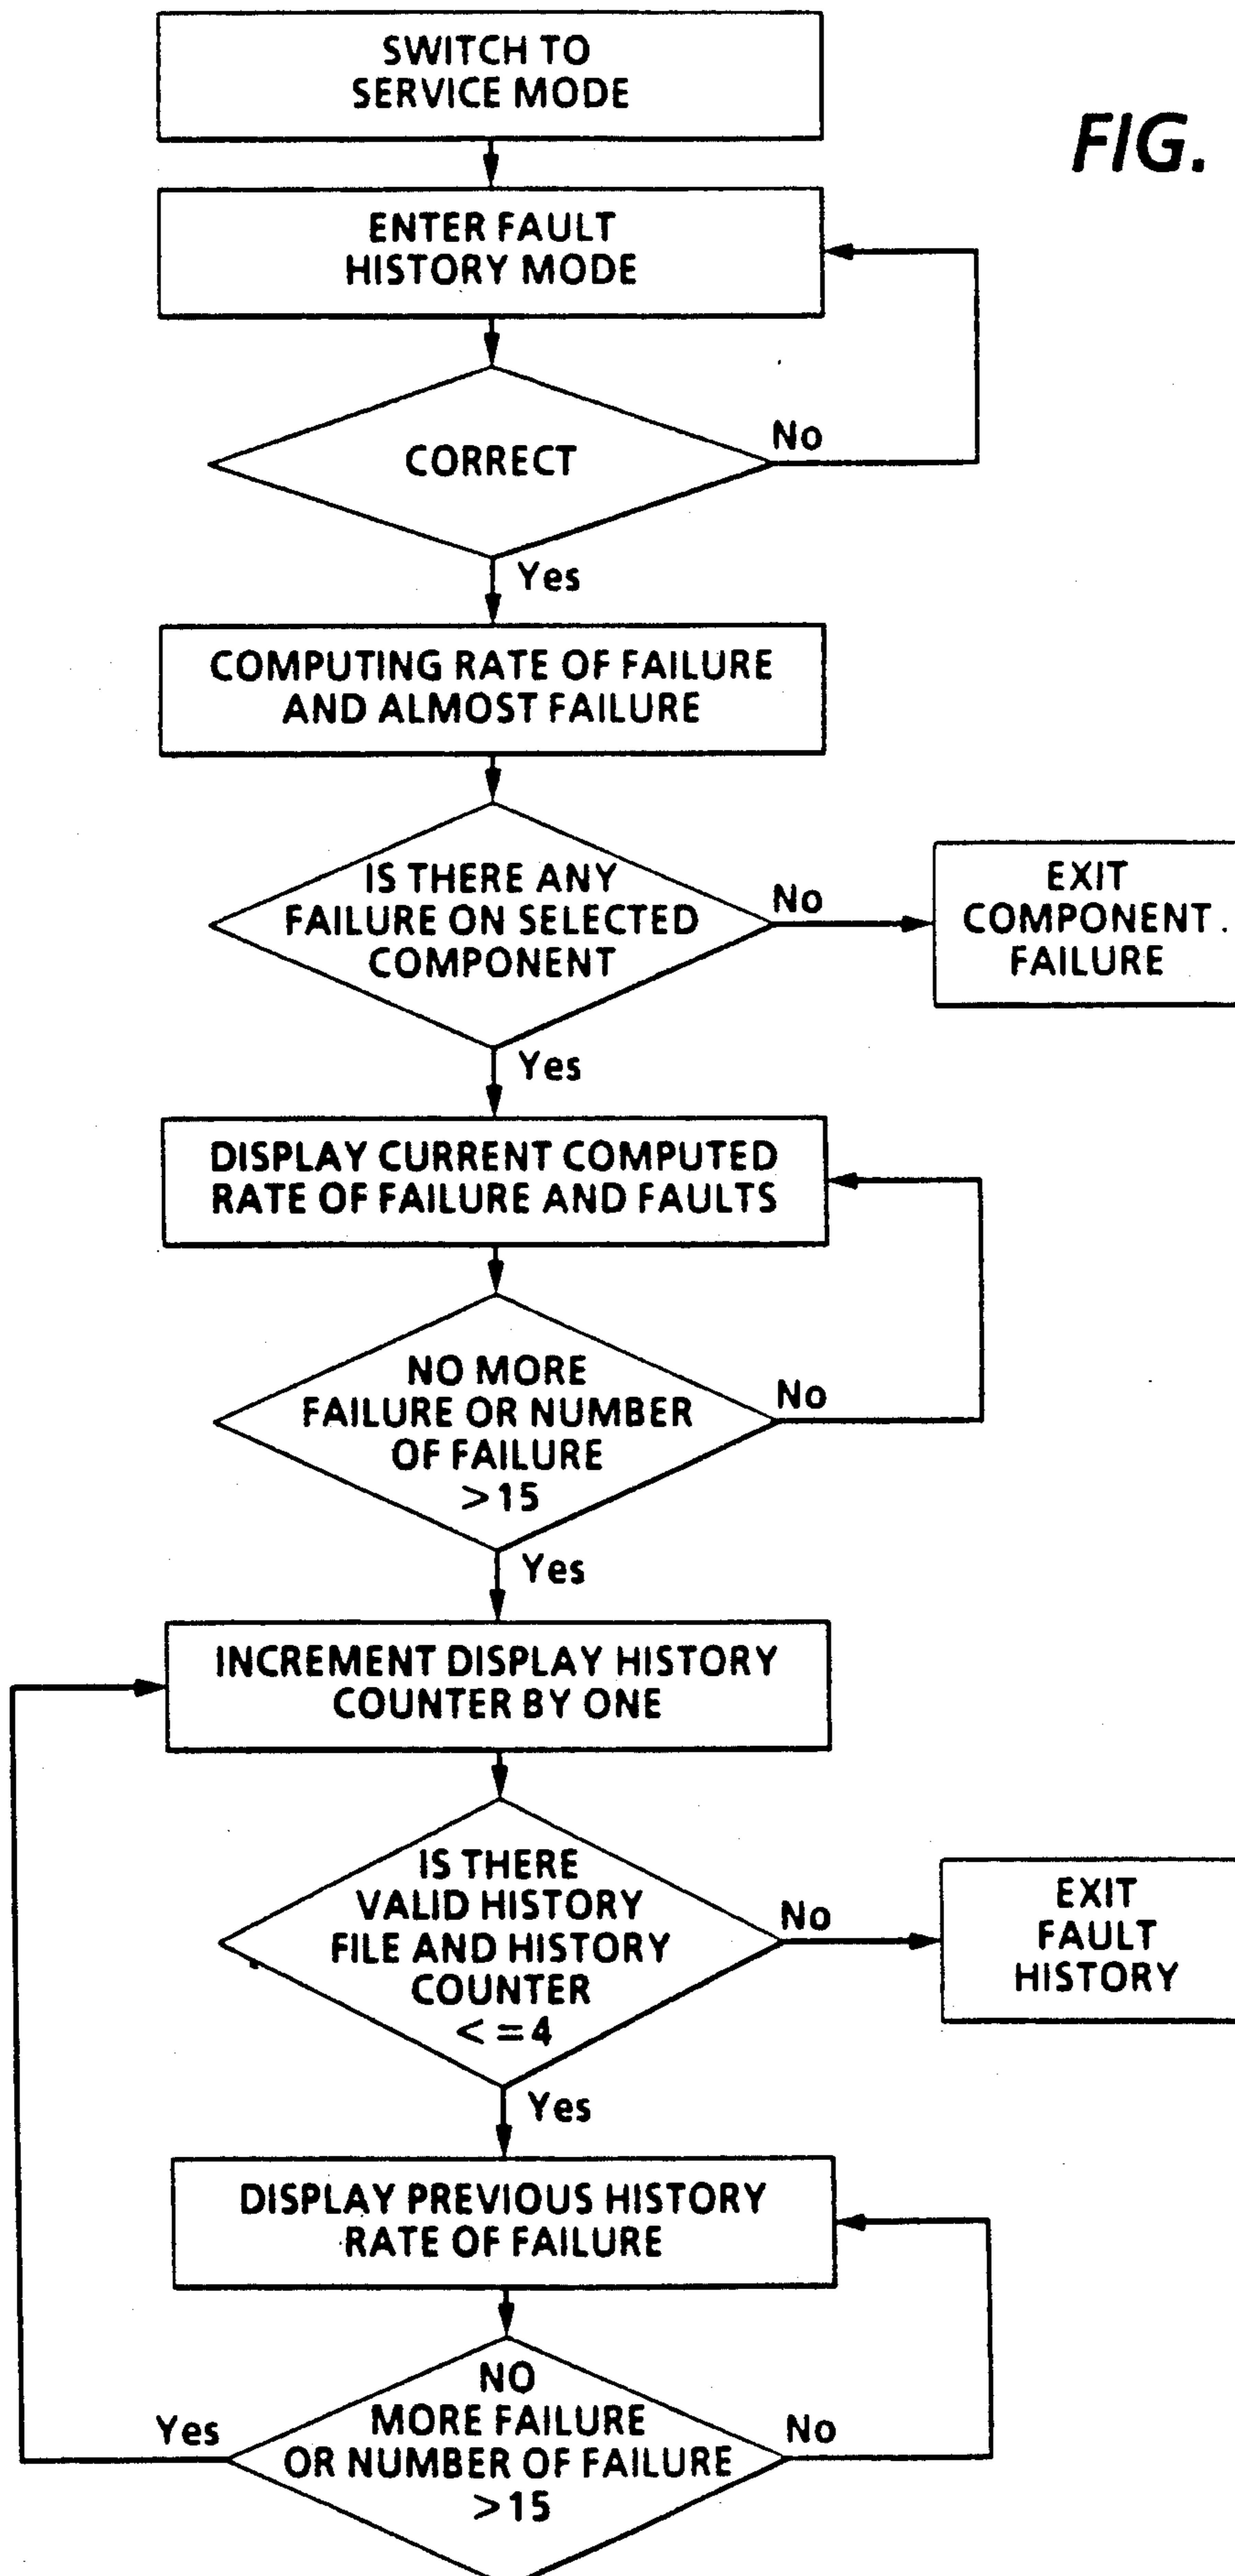 SWITCH TO
SERVICE MODE
FIG.
ENTER FAULT
HISTORY MODE
CORRECT
No
Yes
COMPUTING RATE OF FAILURE
AND ALMOST FAILURE
IS THERE ANY
FAILURE ON SELECTED
COMPONENT
No
EXIT
COMPONENT
FAILURE
Yes
DISPLAY CURRENT COMPUTED
RATE OF FAILURE AND FAULTS
NO MORE
FAILURE OR NUMBER
OF FAILURE
>15
No
Yes
INCREMENT DISPLAY HISTORY
COUNTER BY ONE
IS THERE
VALID HISTORY
FILE AND HISTORY
COUNTER
< =4
No
EXIT
FAULT
HISTORY
Yes
DISPLAY PREVIOUS HISTORY
RATE OF FAILURE
NO
MORE FAILURE
OR NUMBER OF FAILURE
>15
Yes
No